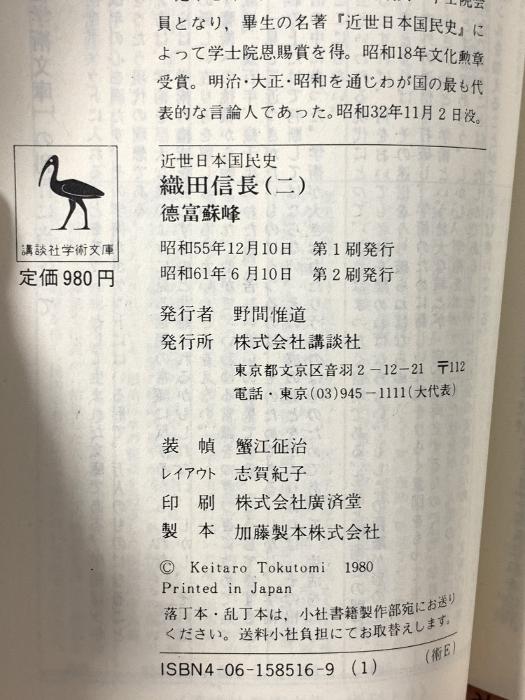 員となり，畢生の名著『近世日本国民史』に
よって学士院恩賜賞を得。昭和18年文化勲章
受賞。明治・大正・昭和を通じわが国の最も代
表的な言論人であった。昭和32年11月2日没。
講談社学術文庫
定価980円
近世日本国民史
織田信長（二）
徳富蘇峰
昭和55年12月10日　第1刷発行
昭和61年6月10日　第2刷発行
発行者　野間惟道
発行所　株式会社講談社
東京都文京区音羽2-12-21　〒112
電話・東京(03)945-1111(大代表)
装　幀　蟹江征治
レイアウト　志賀紀子
印　刷　株式会社廣済堂
製　本　加藤製本株式会社
© Keitaro Tokutomi 1980
Printed in Japan
落丁本・乱丁本は，小社書籍製作部宛にお送り
ください。送料小社負担にてお取替えします。
ISBN4-06-158516-9 (1)
(術E)